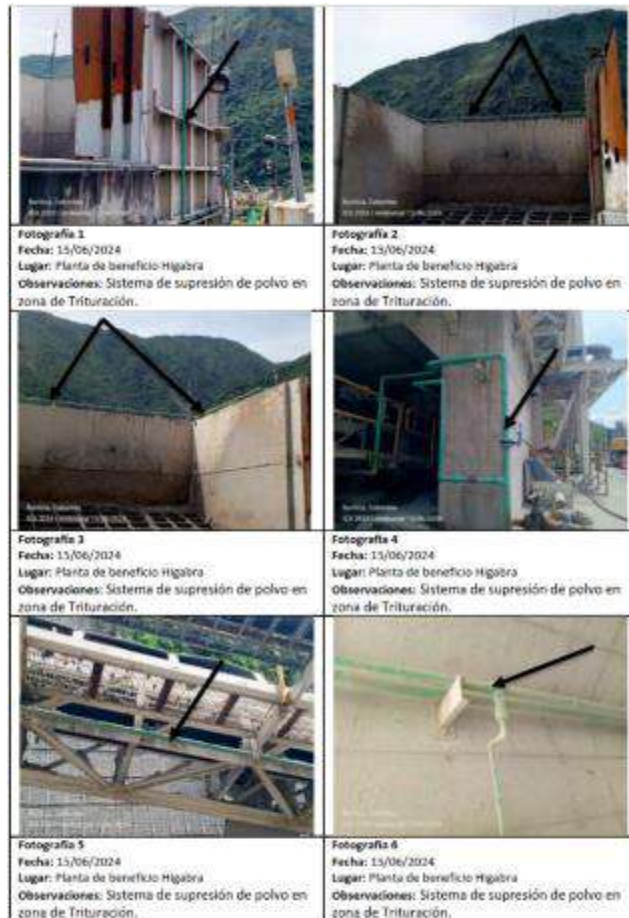 Fotografía 1
Fecha: 15/06/2024
Lugar: Planta de beneficio Higabra
Observaciones: Sistema de supresión de polvo en
zona de Trituración.
Fotografía 2
Fecha: 15/06/2024
Lugar: Planta de beneficio Higabra
Observaciones: Sistema de supresión de polvo en
zona de Trituración.
Fotografía 3
Fecha: 15/06/2024
Lugar: Planta de beneficio Higabra
Observaciones: Sistema de supresión de polvo en
zona de Trituración.
Fotografía 4
Fecha: 15/06/2024
Lugar: Planta de beneficio Higabra
Observaciones: Sistema de supresión de polvo en
zona de Trituración.
Fotografía 5
Fecha: 15/06/2024
Lugar: Planta de beneficio Higabra
Observaciones: Sistema de supresión de polvo en
zona de Trituración.
Fotografía 6
Fecha: 15/06/2024
Lugar: Planta de beneficio Higabra
Observaciones: Sistema de supresión de polvo en
zona de Trituración.